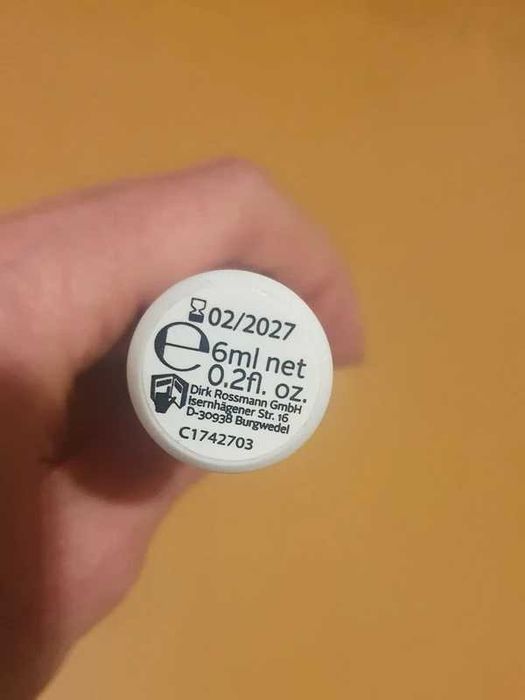 02/2027
e 6ml net
0.2fl. oz.
Dirk Rossmann GmbH
Isernhägener Str. 16
D-30938 Burgwedel
C1742703